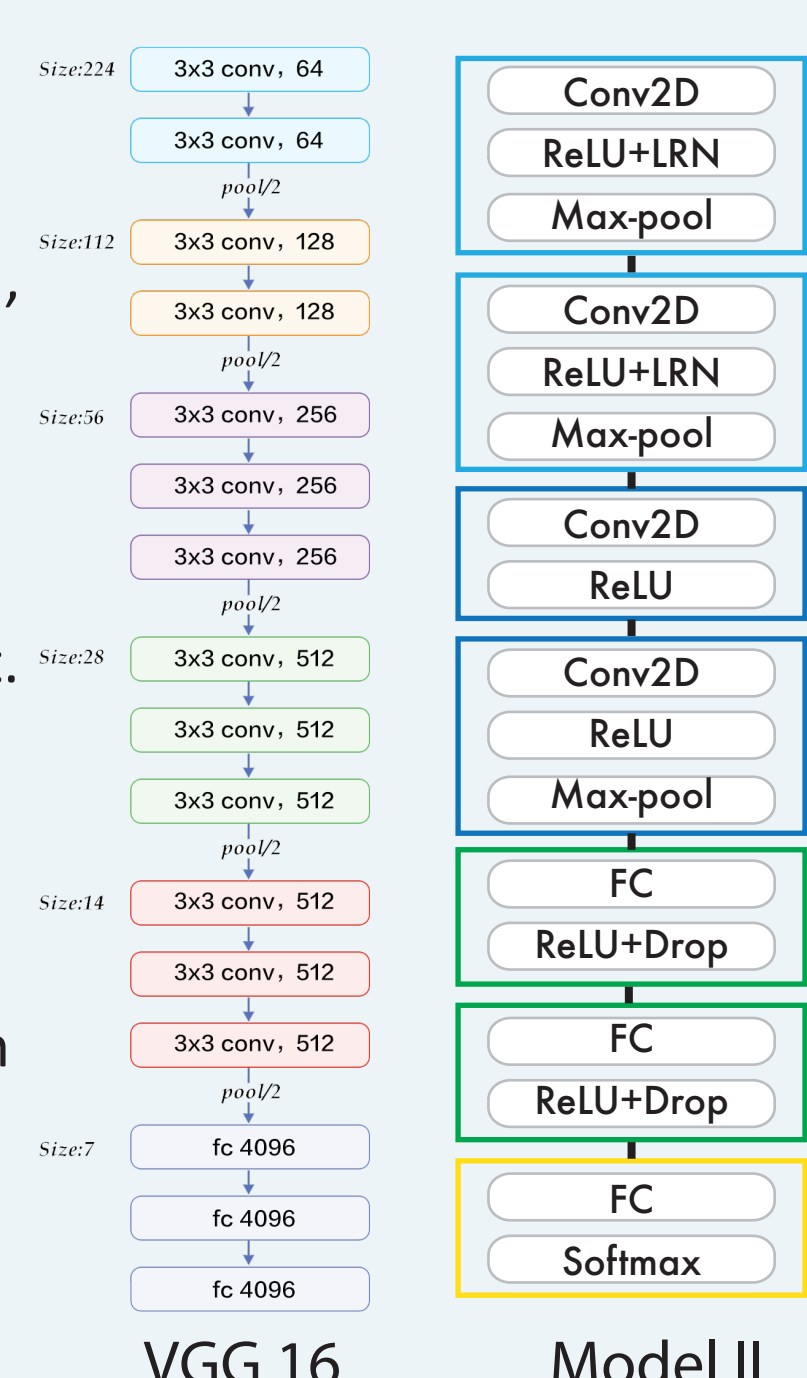 Size:224
3x3 conv, 64
3x3 conv, 64
pool/2
Size:112
3x3 conv, 128
3x3 conv, 128
pool/2
Size:56
3x3 conv, 256
3x3 conv, 256
3x3 conv, 256
pool/2
Size:28
3x3 conv, 512
3x3 conv, 512
3x3 conv, 512
pool/2
Size:14
3x3 conv, 512
3x3 conv, 512
3x3 conv, 512
pool/2
Size:7
fc 4096
fc 4096
fc 4096
VGG 16
Conv2D
ReLU+LRN
Max-pool
Conv2D
ReLU+LRN
Max-pool
Conv2D
ReLU
Conv2D
ReLU
Max-pool
FC
ReLU+Drop
FC
ReLU+Drop
FC
Softmax
Model II